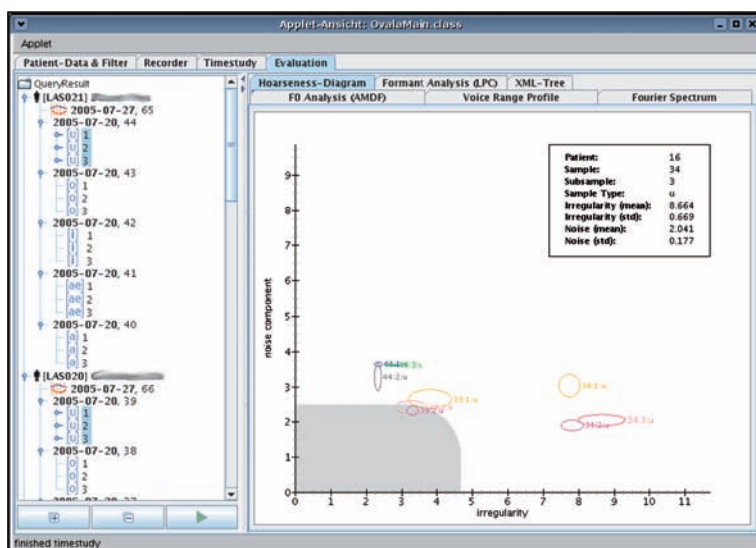 Applet-Ansicht: OvalaMain.class
Applet
Patient-Data & Filter Recorder Timestudy Evaluation
QueryResult
[LAS021]
2005-07-27, 65
2005-07-20, 44
[u] 1
[u] 2
[u] 3
2005-07-20, 43
[o] 1
[o] 2
[o] 3
2005-07-20, 42
[i] 1
[i] 2
[i] 3
2005-07-20, 41
[ae] 1
[ae] 2
[ae] 3
2005-07-20, 40
[a] 1
[a] 2
[a] 3
[LAS020]
2005-07-27, 66
2005-07-20, 39
[u] 1
[u] 2
[u] 3
2005-07-20, 38
[o] 1
[o] 2
[o] 3
Hoarseness-Diagram Formant Analysis (LPC) XML-Tree
F0 Analysis (AMDF) Voice Range Profile Fourier Spectrum
Patient: 16
Sample: 34
Subsample: 3
Sample Type: u
Irregularity (mean): 8.664
Irregularity (std): 0.669
Noise (mean): 2.041
Noise (std): 0.177
noise component
9
8
7
6
5
4
3
2
1
0
44:2:u
34:1:u
34:3:u
0 1 2 3 4 5 6 7 8 9 10 11
irregularity
finished timestudy